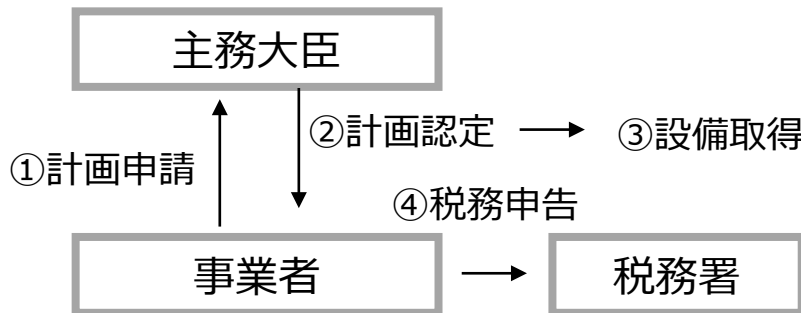 主務大臣
②計画認定
③設備取得
①計画申請
④税務申告
事業者
税務署